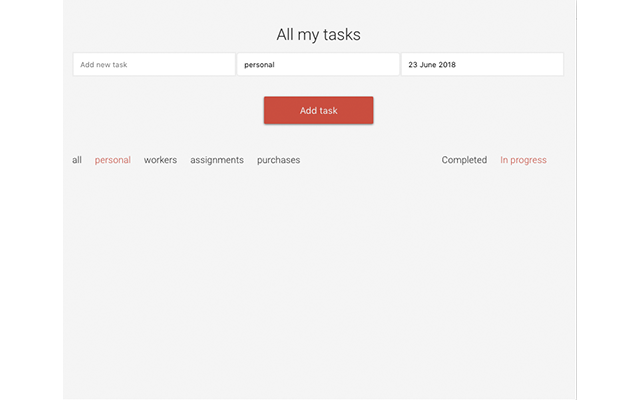 All my tasks
Add new task personal 23 June 2018
Add task
all personal workers assignments purchases Completed In progress